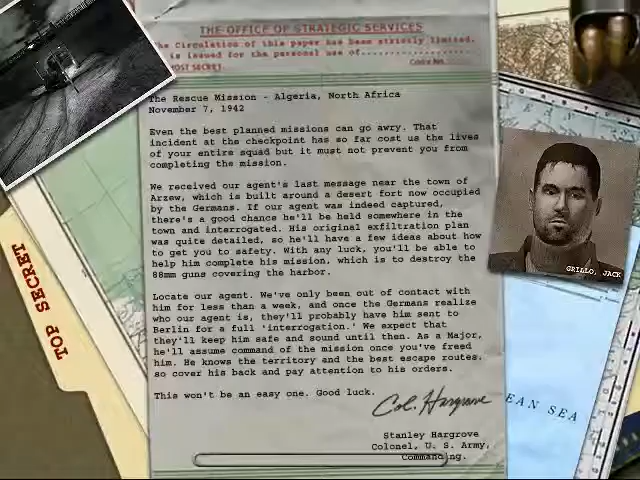 THE OFFICE OF STRATEGIC SERVICES
The Circulation of this paper has been strictly limited.
is issued for the personal use of
MOST SECRET.
Copy No.
The Rescue Mission - Algeria, North Africa
November 7, 1942
Even the best planned missions can go awry. That
incident at the checkpoint has so far cost us the lives
of your entire squad but it must not prevent you from
completing the mission.
We received our agent's last message near the town of
Arzew, which is built around a desert fort now occupied
by the Germans. If our agent was indeed captured,
there's a good chance he'll be held somewhere in the
town and interrogated. His original exfiltration plan
was quite detailed, so he'll have a few ideas about how
to get you to safety. With any luck, you'll be able to
help him complete his mission, which is to destroy the
88mm guns covering the harbor.
Locate our agent. We've only been out of contact with
him for less than a week, and once the Germans realize
who our agent is, they'll probably have him sent to
Berlin for a full 'interrogation.' We expect that
they'll keep him safe and sound until then. As a Major,
he'll assume command of the mission once you've freed
him. He knows the territory and the best escape routes,
so cover his back and pay attention to his orders.
This won't be an easy one. Good luck.
Col. Hargrove
Stanley Hargrove
Colonel, U. S. Army,
Commanding.
TOP SECRET
GRILLO, JACK
EAN SEA